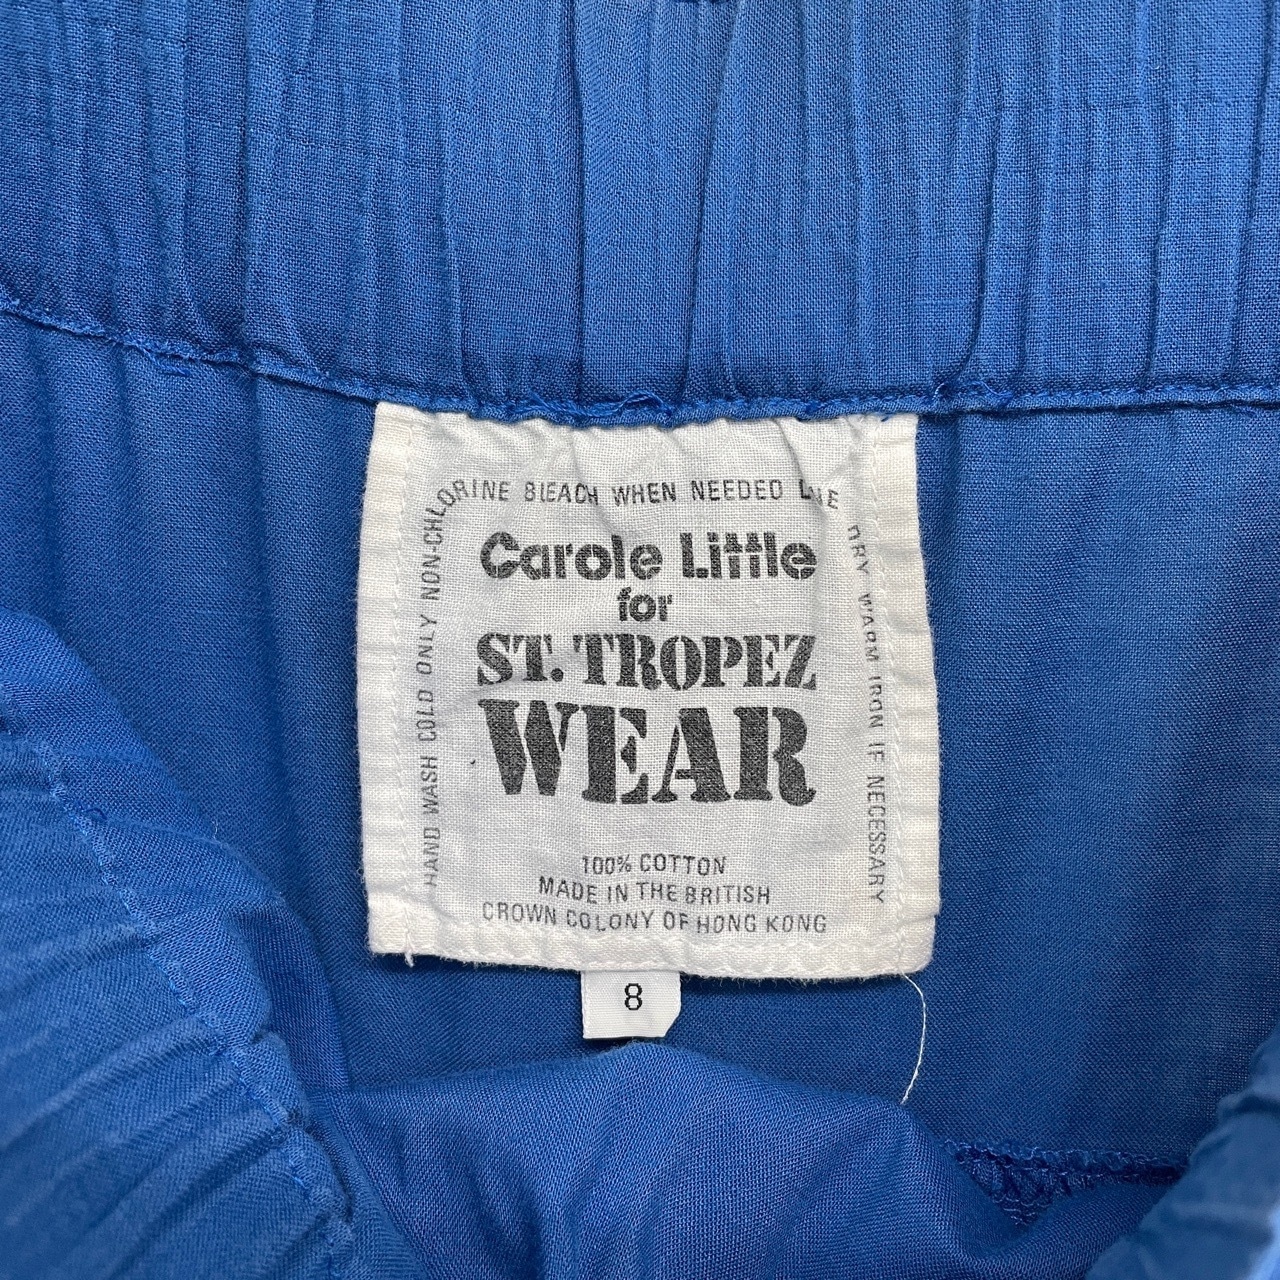 HAND WASH COLD ONLY NON-CHLORINE BLEACH WHEN NEEDED LINE DRY WARM IRON IF NECESSARY
Carole Little
for
ST. TROPEZ
WEAR
100% COTTON
MADE IN THE BRITISH
CROWN COLONY OF HONG KONG
8